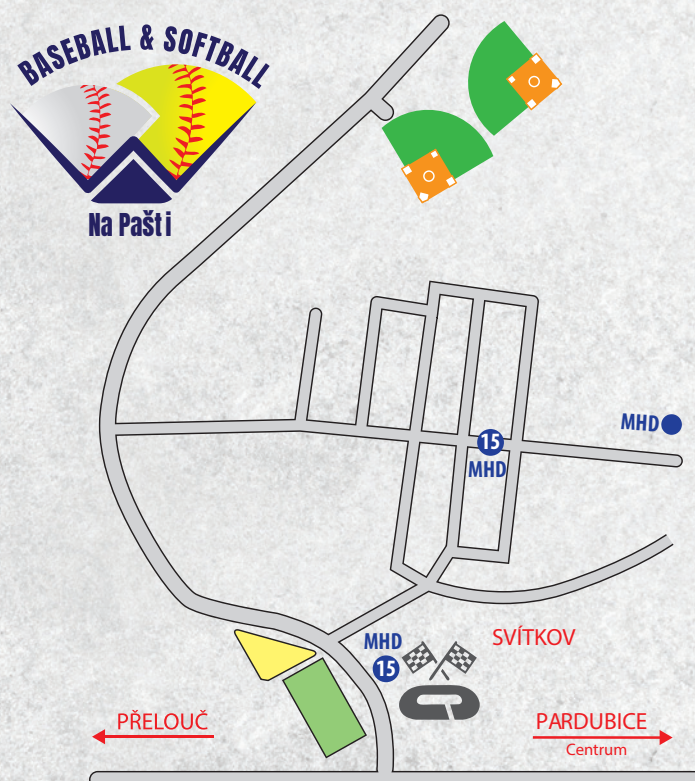 BASEBALL & SOFTBALL
Na Pašti
MHD
15
MHD
MHD
15
SVÍTKOV
PŘELOUČ
PARDUBICE
Centrum